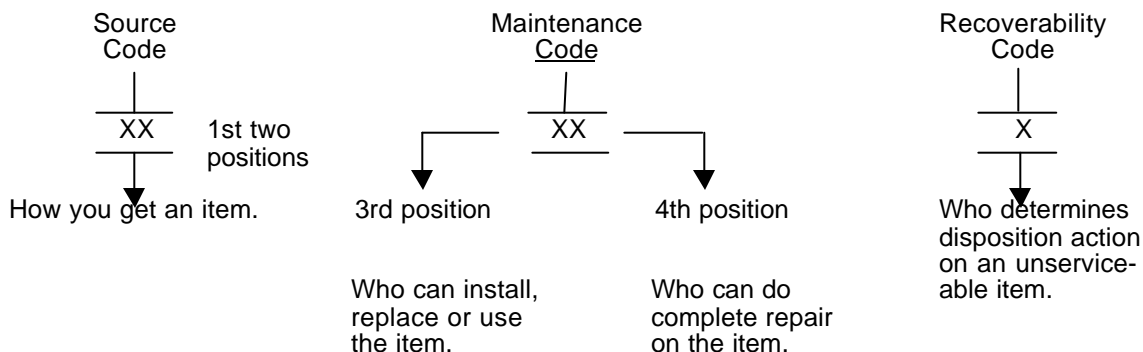 Source
Code
XX
1st two
positions
How you get an item.
Maintenance
Code
XX
3rd position
Who can install,
replace or use
the item.
4th position
Who can do
complete repair
on the item.
Recoverability
Code
X
Who determines
disposition action
on an unservice-
able item.